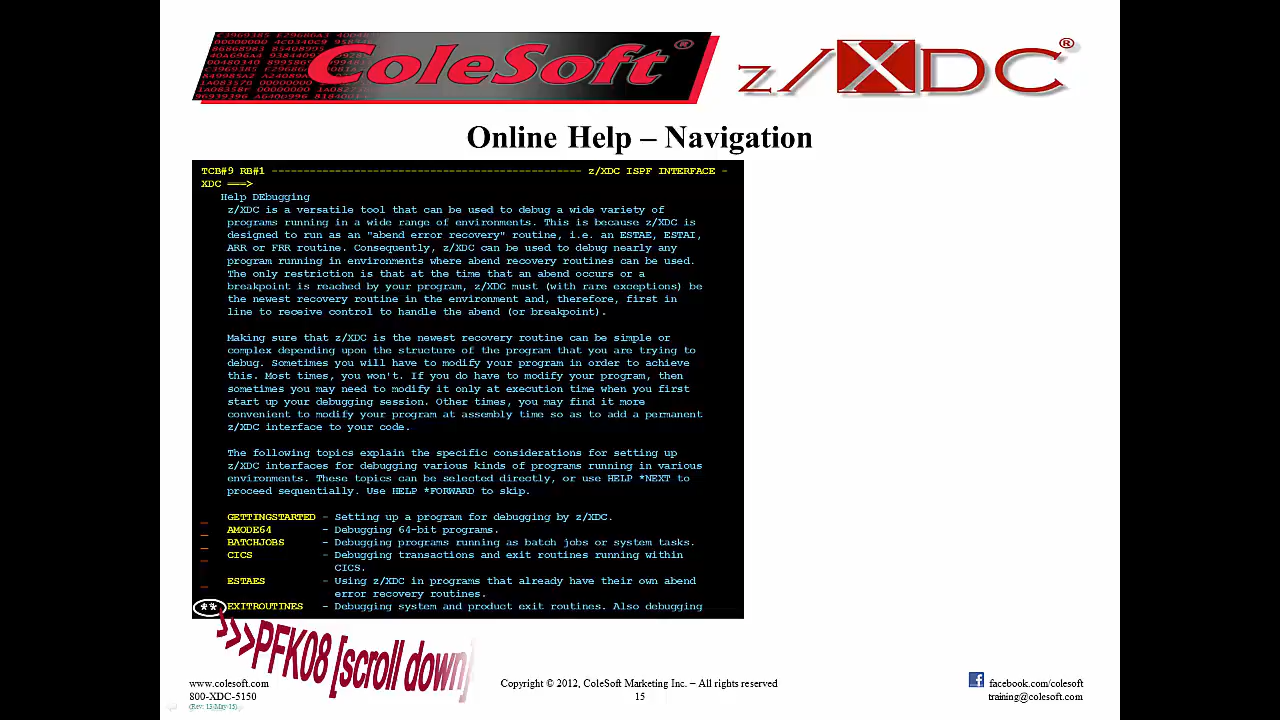 ColeSoft®
z/XDC®
Online Help – Navigation
TCB#9 RB#1 ----------------------------------------------- z/XDC ISPF INTERFACE -
XDC ===>
Help DEbugging
z/XDC is a versatile tool that can be used to debug a wide variety of
programs running in a wide range of environments. This is because z/XDC is
designed to run as an "abend error recovery" routine, i.e. an ESTAE, ESTAI,
ARR or FRR routine. Consequently, z/XDC can be used to debug nearly any
program running in environments where abend recovery routines can be used.
The only restriction is that at the time that an abend occurs or a
breakpoint is reached by your program, z/XDC must (with rare exceptions) be
the newest recovery routine in the environment and, therefore, first in
line to receive control to handle the abend (or breakpoint).
Making sure that z/XDC is the newest recovery routine can be simple or
complex depending upon the structure of the program that you are trying to
debug. Sometimes you will have to modify your program in order to achieve
this. Most times, you won't. If you do have to modify your program, then
sometimes you may need to modify it only at execution time when you first
start up your debugging session. Other times, you may find it more
convenient to modify your program at assembly time so as to add a permanent
z/XDC interface to your code.
The following topics explain the specific considerations for setting up
z/XDC interfaces for debugging various kinds of programs running in various
environments. These topics can be selected directly, or use HELP *NEXT to
proceed sequentially. Use HELP *FORWARD to skip.
_ GETTINGSTARTED - Setting up a program for debugging by z/XDC.
_ AMODE64 - Debugging 64-bit programs.
_ BATCHJOBS - Debugging programs running as batch jobs or system tasks.
_ CICS - Debugging transactions and exit routines running within
CICS.
_ ESTAES - Using z/XDC in programs that already have their own abend
error recovery routines.
** EXITROUTINES - Debugging system and product exit routines. Also debugging
>>>PFK08 [scroll down]
www.colesoft.com
800-XDC-5150
(Rev: 13-May-15)
Copyright © 2012, ColeSoft Marketing Inc. – All rights reserved
15
facebook.com/colesoft
training@colesoft.com